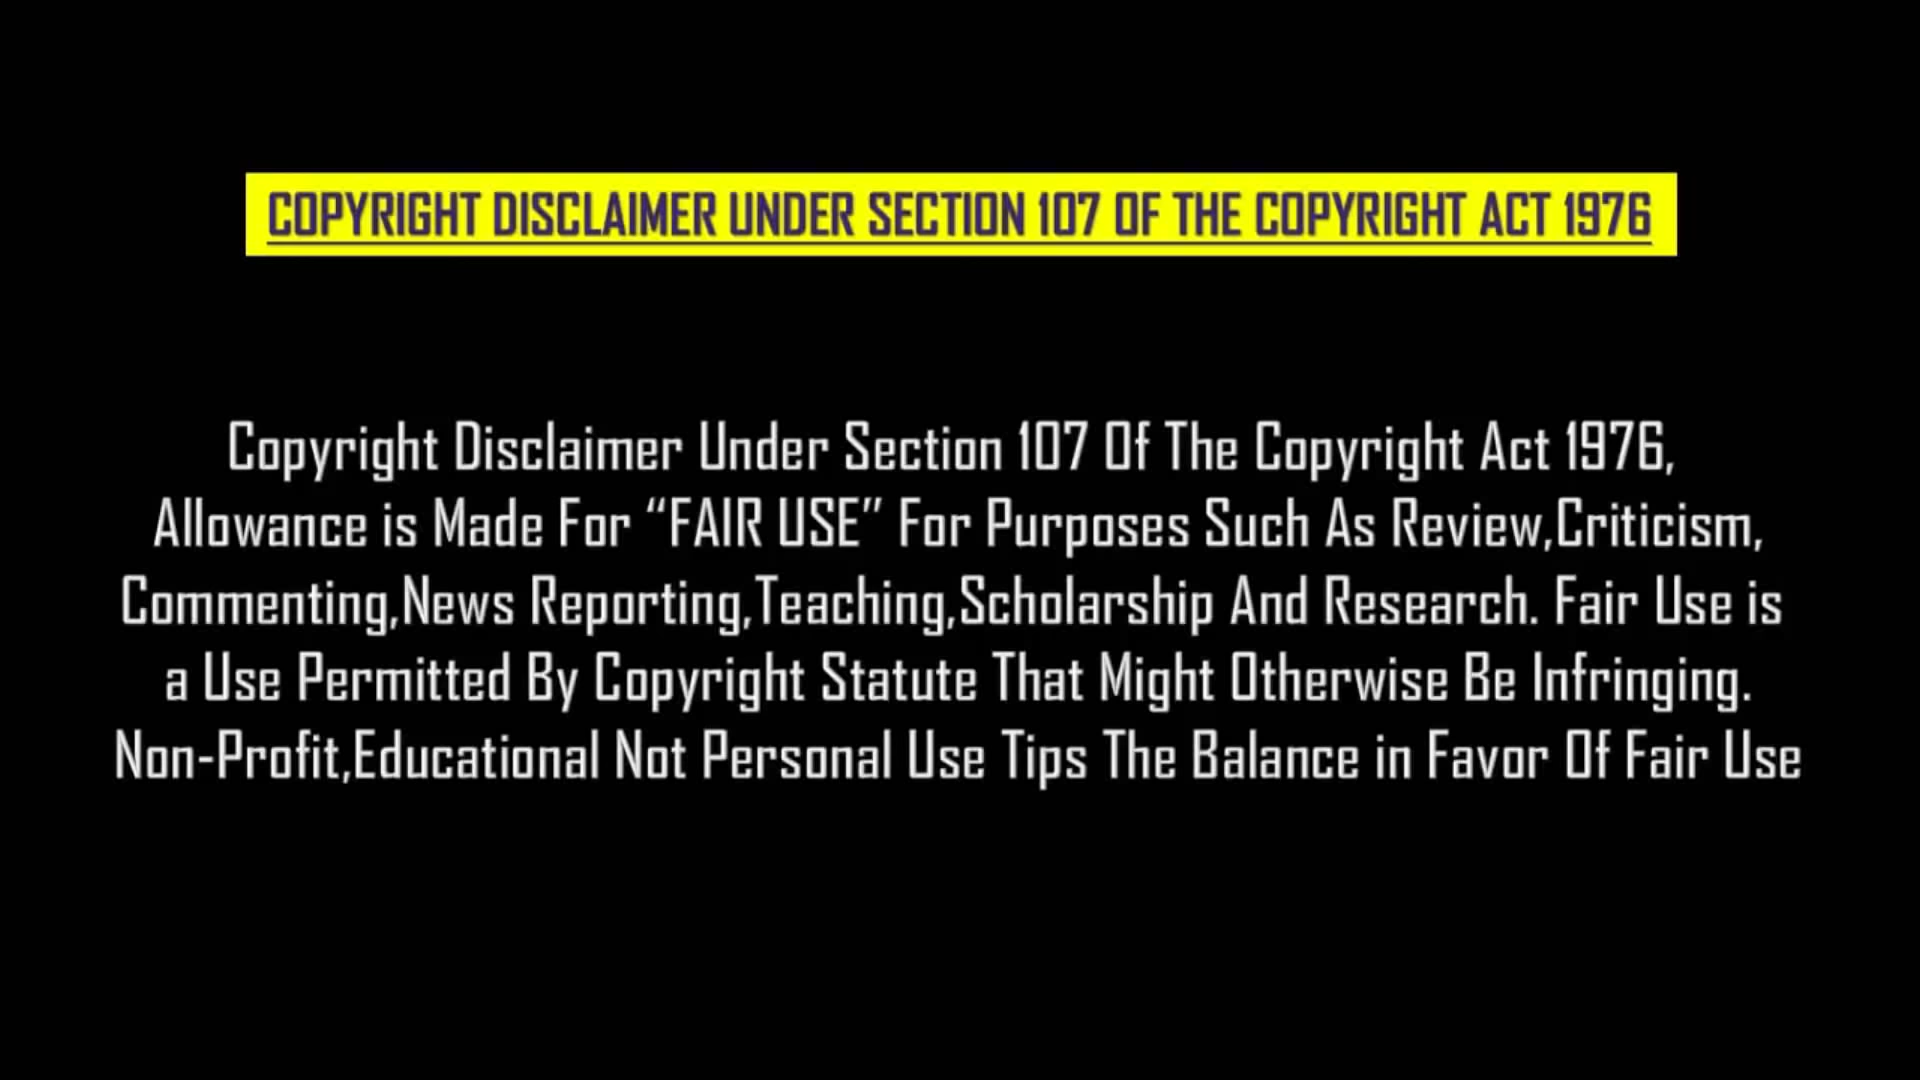 COPYRIGHT DISCLAIMER UNDER SECTION 107 OF THE COPYRIGHT ACT 1976
Copyright Disclaimer Under Section 107 Of The Copyright Act 1976,
Allowance is Made For “FAIR USE” For Purposes Such As Review,Criticism,
Commenting,News Reporting,Teaching,Scholarship And Research. Fair Use is
a Use Permitted By Copyright Statute That Might Otherwise Be Infringing.
Non-Profit,Educational Not Personal Use Tips The Balance in Favor Of Fair Use